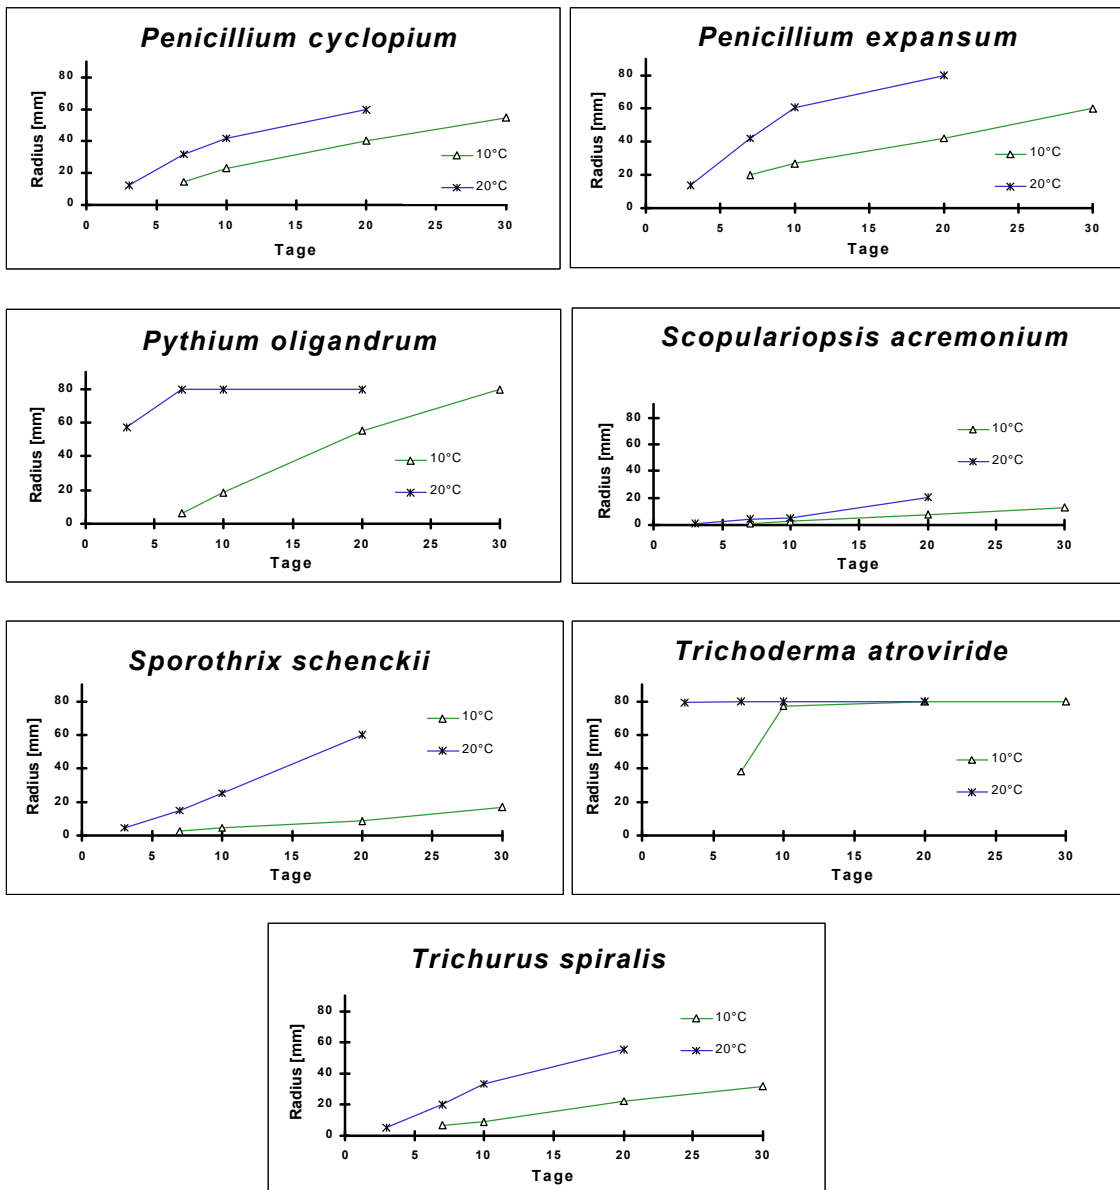 Penicillium cyclopium
Radius [mm]
80
60
40
20
0
10°C
20°C
0 5 10 15 20 25 30
Tage
Penicillium expansum
Radius [mm]
80
60
40
20
0
10°C
20°C
0 5 10 15 20 25 30
Tage
Pythium oligandrum
Radius [mm]
80
60
40
20
0
10°C
20°C
0 5 10 15 20 25 30
Tage
Scopulariopsis acremonium
Radius [mm]
80
60
40
20
0
10°C
20°C
0 5 10 15 20 25 30
Tage
Sporothrix schenckii
Radius [mm]
80
60
40
20
0
10°C
20°C
0 5 10 15 20 25 30
Tage
Trichoderma atroviride
Radius [mm]
80
60
40
20
0
10°C
20°C
0 5 10 15 20 25 30
Tage
Trichurus spiralis
Radius [mm]
80
60
40
20
0
10°C
20°C
0 5 10 15 20 25 30
Tage